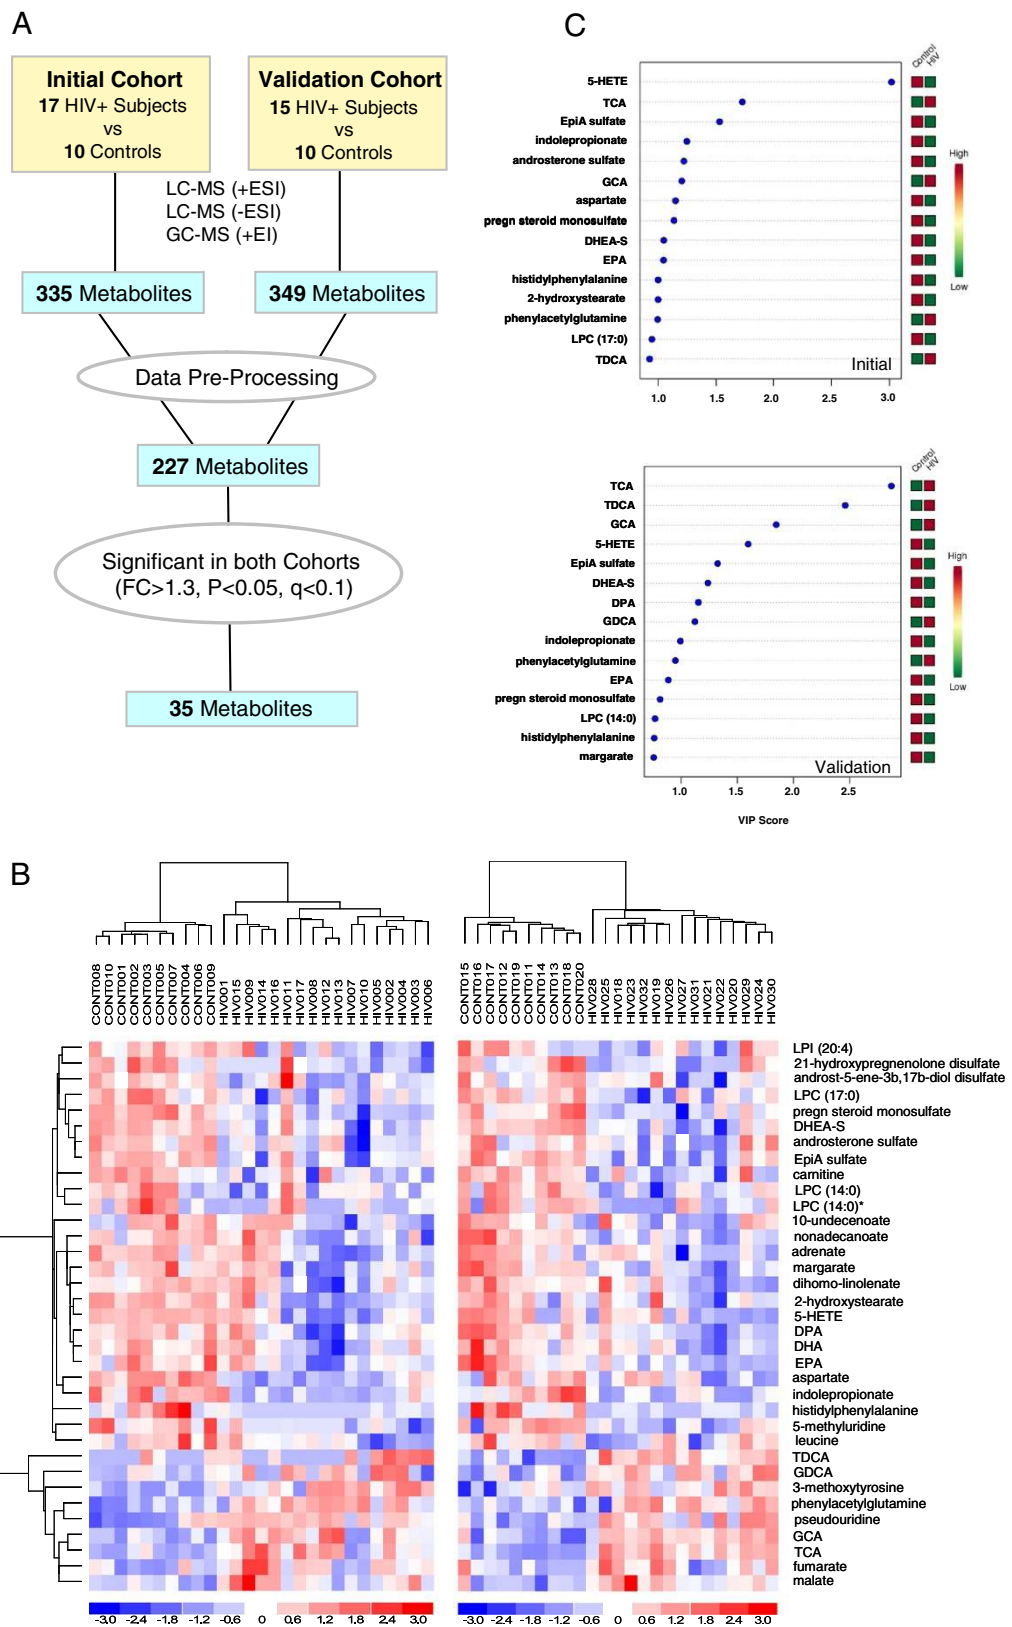 A
Initial Cohort
17 HIV+ Subjects
vs
10 Controls
Validation Cohort
15 HIV+ Subjects
vs
10 Controls
LC-MS (+ESI)
LC-MS (-ESI)
GC-MS (+EI)
335 Metabolites
349 Metabolites
Data Pre-Processing
227 Metabolites
Significant in both Cohorts
(FC>1.3, P<0.05, q<0.1)
35 Metabolites
C
Control
HIV
5-HETE
TCA
EpiA sulfate
indolepropionate
androsterone sulfate
GCA
aspartate
pregn steroid monosulfate
DHEA-S
EPA
histidylphenylalanine
2-hydroxystearate
phenylacetylglutamine
LPC (17:0)
TDCA
Initial
1.0 1.5 2.0 2.5 3.0
High
Low
Control
HIV
TCA
TDCA
GCA
5-HETE
EpiA sulfate
DHEA-S
DPA
GDCA
indolepropionate
phenylacetylglutamine
EPA
pregn steroid monosulfate
LPC (14:0)
histidylphenylalanine
margarate
Validation
1.0 1.5 2.0 2.5
VIP Score
High
Low
B
CONT008
CONT010
CONT001
CONT002
CONT003
CONT005
CONT007
CONT004
CONT006
CONT009
HIV001
HIV015
HIV009
HIV014
HIV016
HIV011
HIV017
HIV008
HIV012
HIV013
HIV007
HIV010
HIV005
HIV002
HIV004
HIV003
HIV006
CONT015
CONT016
CONT017
CONT012
CONT019
CONT011
CONT014
CONT013
CONT018
CONT020
HIV028
HIV025
HIV018
HIV023
HIV032
HIV019
HIV026
HIV027
HIV031
HIV021
HIV022
HIV020
HIV029
HIV024
HIV030
LPI (20:4)
21-hydroxypregnenolone disulfate
androst-5-ene-3b,17b-diol disulfate
LPC (17:0)
pregn steroid monosulfate
DHEA-S
androsterone sulfate
EpiA sulfate
carnitine
LPC (14:0)
LPC (14:0)*
10-undecenoate
nonadecanoate
adrenate
margarate
dihomo-linolenate
2-hydroxystearate
5-HETE
DPA
DHA
EPA
aspartate
indolepropionate
histidylphenylalanine
5-methyluridine
leucine
TDCA
GDCA
3-methoxytyrosine
phenylacetylglutamine
pseudouridine
GCA
TCA
fumarate
malate
-3.0 -2.4 -1.8 -1.2 -0.6 0 0.6 1.2 1.8 2.4 3.0
-3.0 -2.4 -1.8 -1.2 -0.6 0 0.6 1.2 1.8 2.4 3.0